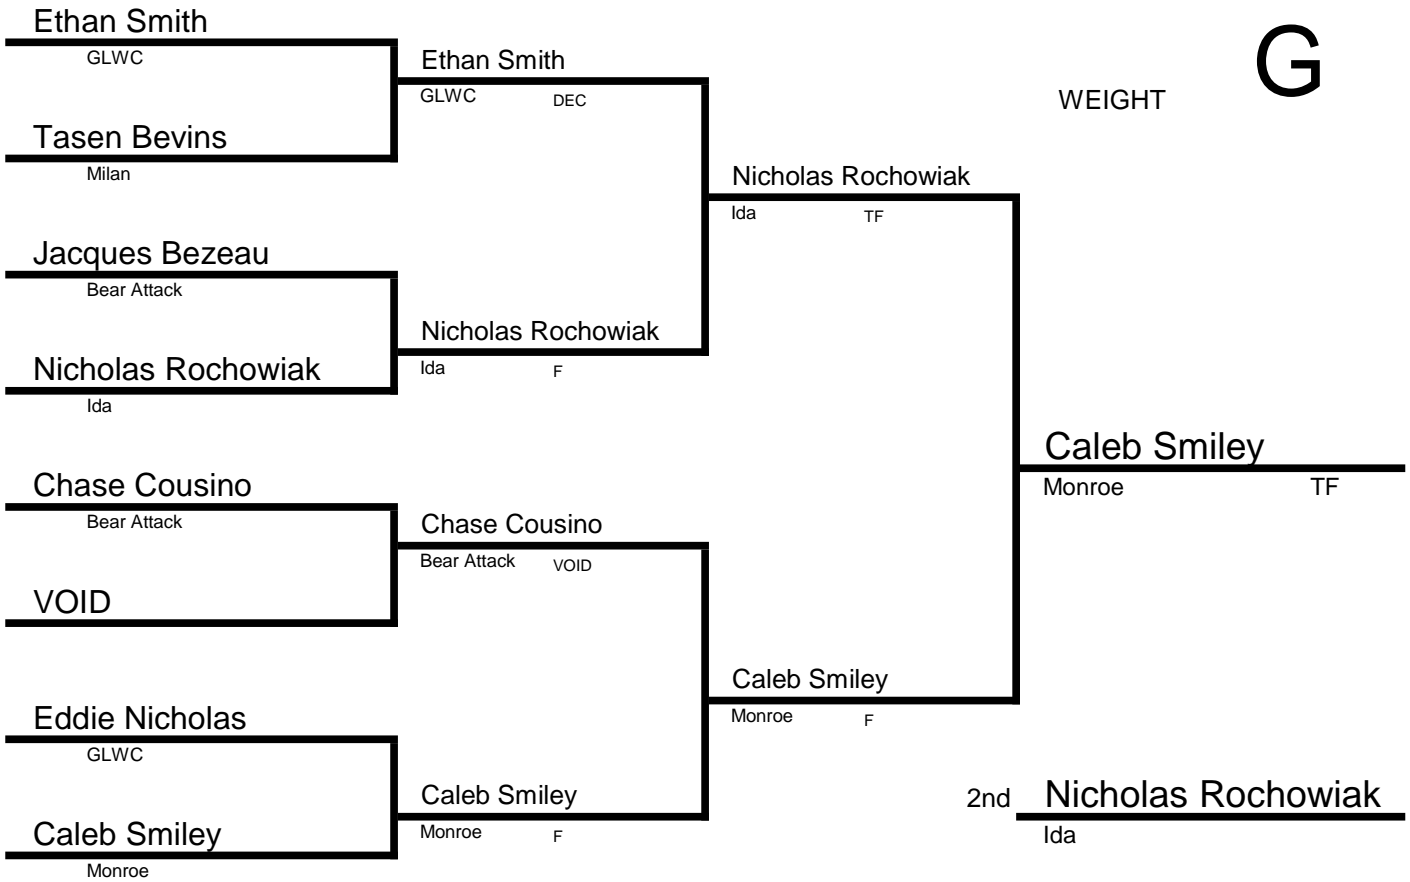 Ethan Smith
GLWC
Ethan Smith
GLWC DEC
G
WEIGHT
Tasen Bevins
Milan
Nicholas Rochowiak
Ida TF
Jacques Bezeau
Bear Attack
Nicholas Rochowiak
Ida F
Nicholas Rochowiak
Ida
Caleb Smiley
Monroe TF
Chase Cousino
Bear Attack
Chase Cousino
Bear Attack VOID
VOID
Caleb Smiley
Monroe F
Eddie Nicholas
GLWC
Caleb Smiley
Monroe F
2nd Nicholas Rochowiak
Ida
Caleb Smiley
Monroe